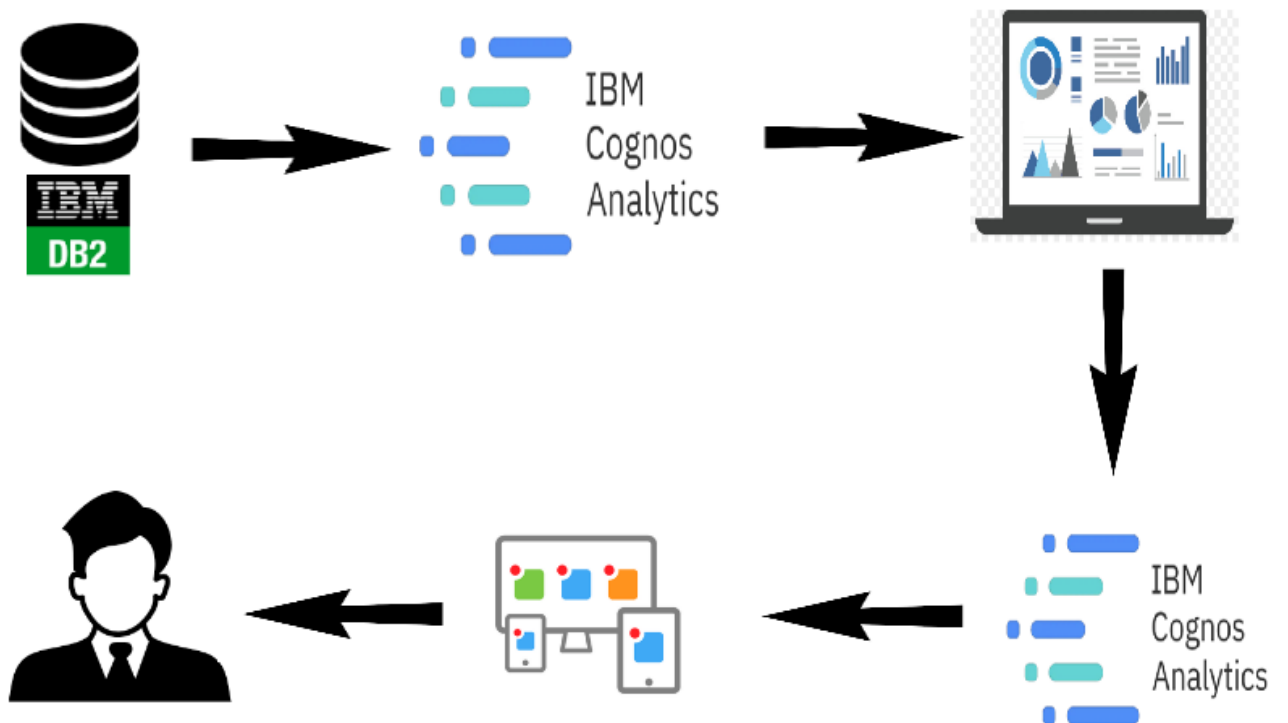 IBM
DB2
IBM
Cognos
Analytics
IBM
Cognos
Analytics